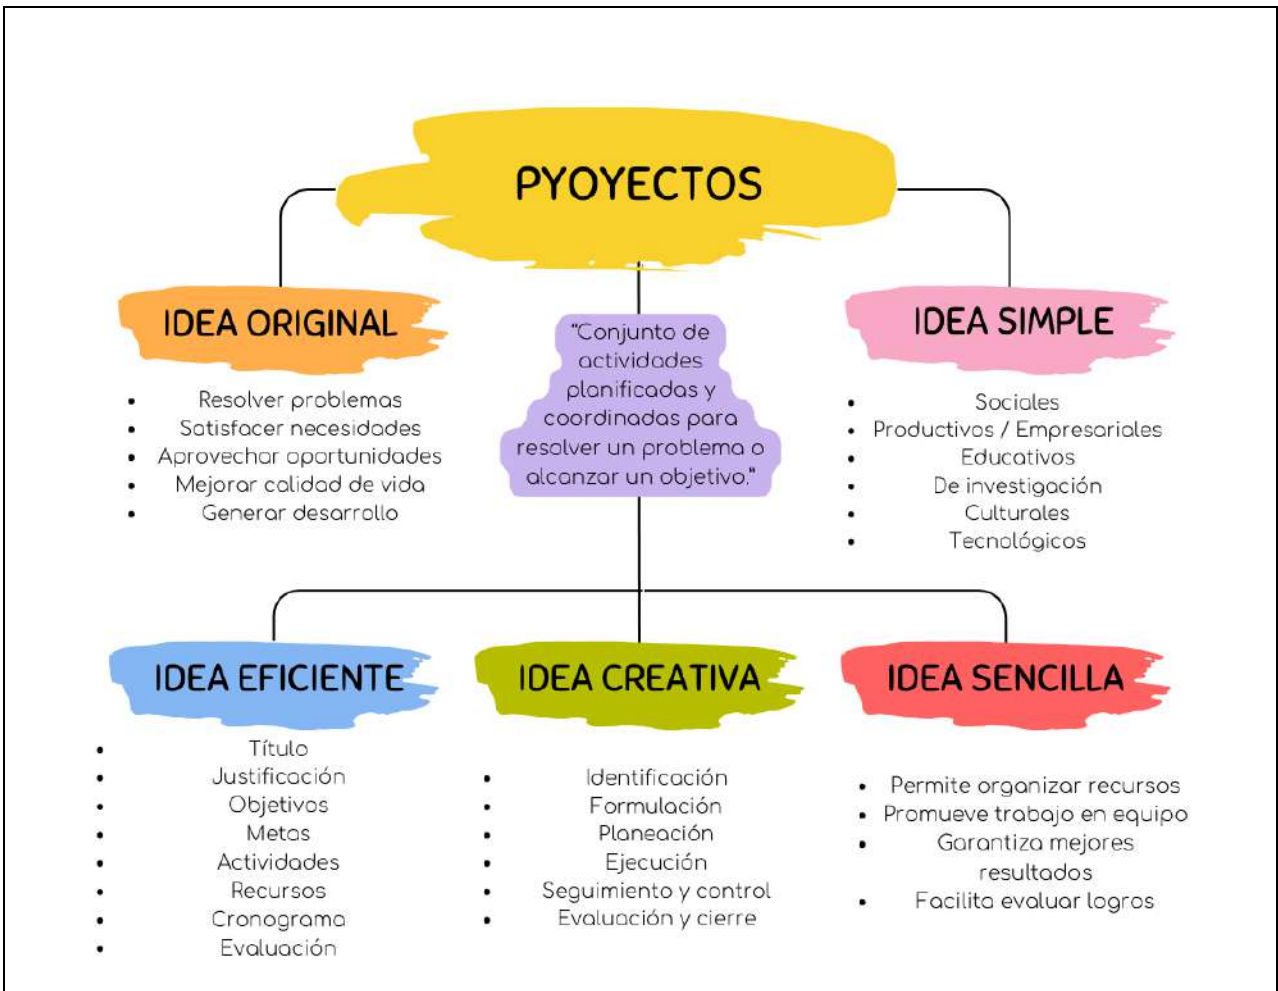 PYOYECTOS
IDEA ORIGINAL
• Resolver problemas
• Satisfacer necesidades
• Aprovechar oportunidades
• Mejorar calidad de vida
• Generar desarrollo
"Conjunto de
actividades
planificadas y
coordinadas para
resolver un problema o
alcanzar un objetivo."
IDEA SIMPLE
• Sociales
• Productivos / Empresariales
• Educativos
• De investigación
• Culturales
• Tecnológicos
IDEA EFICIENTE
• Título
• Justificación
• Objetivos
• Metas
• Actividades
• Recursos
• Cronograma
• Evaluación
IDEA CREATIVA
• Identificación
• Formulación
• Planeación
• Ejecución
• Seguimiento y control
• Evaluación y cierre
IDEA SENCILLA
• Permite organizar recursos
• Promueve trabajo en equipo
• Garantiza mejores
resultados
• Facilita evaluar logros